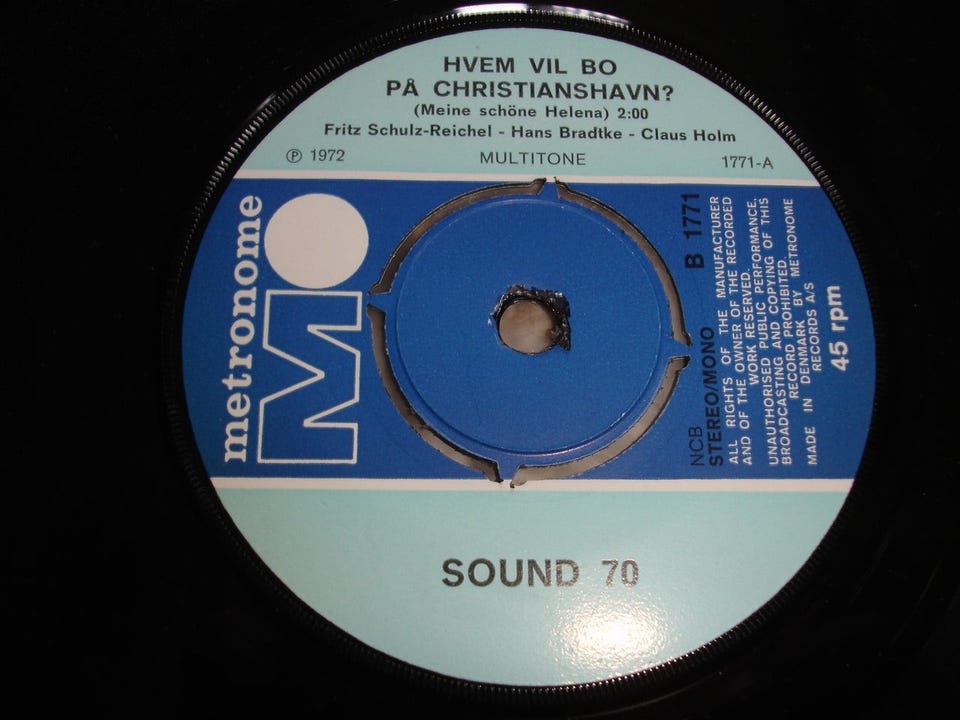 HVEM VIL BO
PÅ CHRISTIANSHAVN?
(Meine schöne Helena) 2:00
Fritz Schulz-Reichel - Hans Bradtke - Claus Holm
℗ 1972 MULTITONE 1771-A
metronome
M
B 1771
NCB
STEREO/MONO
ALL RIGHTS OF THE MANUFACTURER
AND OF THE OWNER OF THE RECORDED
WORK RESERVED.
UNAUTHORISED PUBLIC PERFORMANCE,
BROADCASTING AND COPYING OF THIS
RECORD PROHIBITED.
MADE IN DENMARK BY METRONOME
RECORDS A/S
45 rpm
SOUND 70